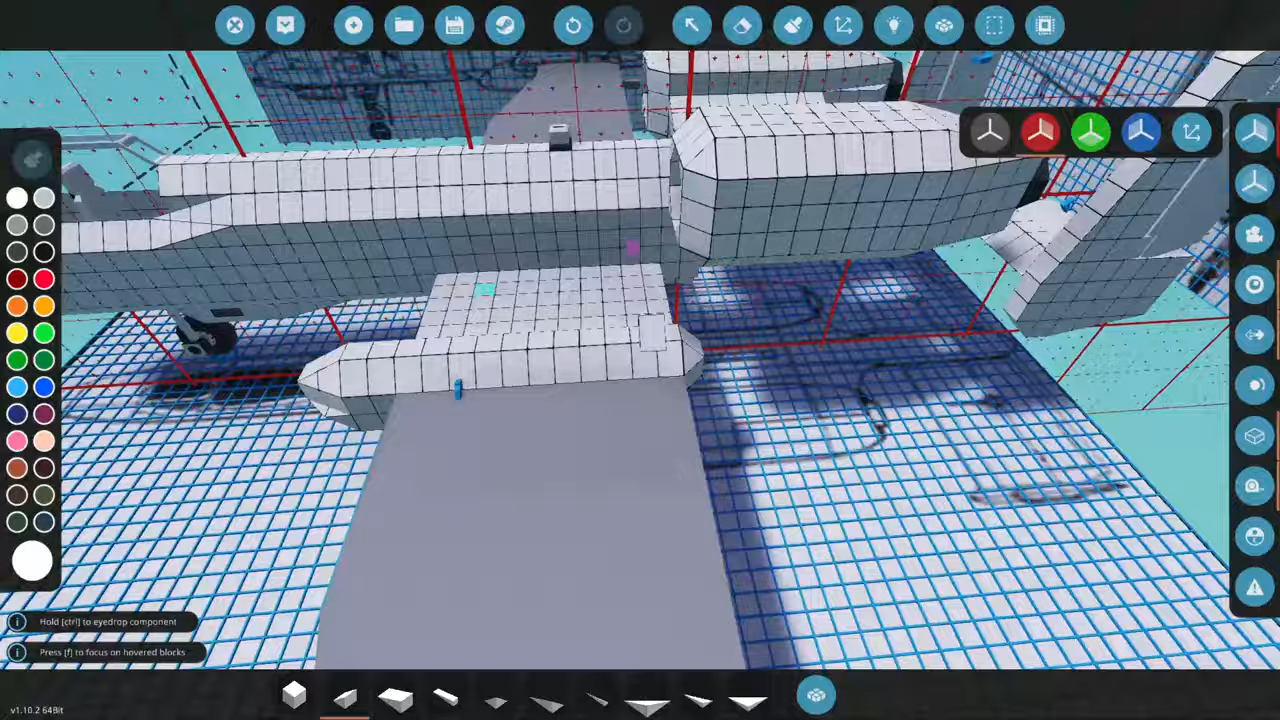 Hold [ctrl] to eyedrop component
Press [f] to focus on hovered blocks
v1.10.2 64Bit